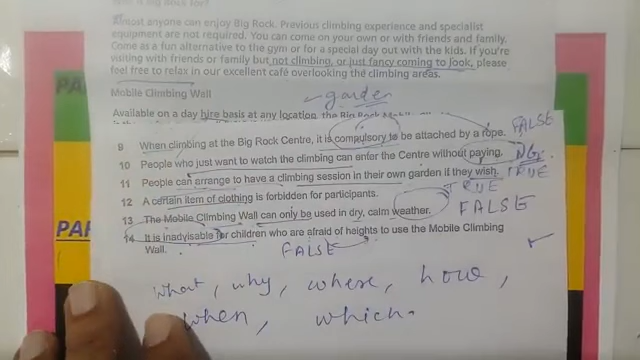 Almost anyone can enjoy Big Rock. Previous climbing experience and specialist
equipment are not required. You can come on your own or with friends and family.
Come as a fun alternative to the gym or for a special day out with the kids. If you're
visiting with friends or family but not climbing, or just fancy coming to look, please
feel free to relax in our excellent café overlooking the climbing areas.
garden
Mobile Climbing Wall
Available on a day hire basis at any location, the Big Rock
FALSE
9 When climbing at the Big Rock Centre, it is compulsory to be attached by a rope.
10 People who just want to watch the climbing can enter the Centre without paying. NG
11 People can arrange to have a climbing session in their own garden if they wish. TRUE
12 A certain item of clothing is forbidden for participants. TRUE
13 The Mobile Climbing Wall can only be used in dry, calm weather. FALSE
14 It is inadvisable for children who are afraid of heights to use the Mobile Climbing
Wall. FALSE
what, why, where, how,
when, which.
PAR